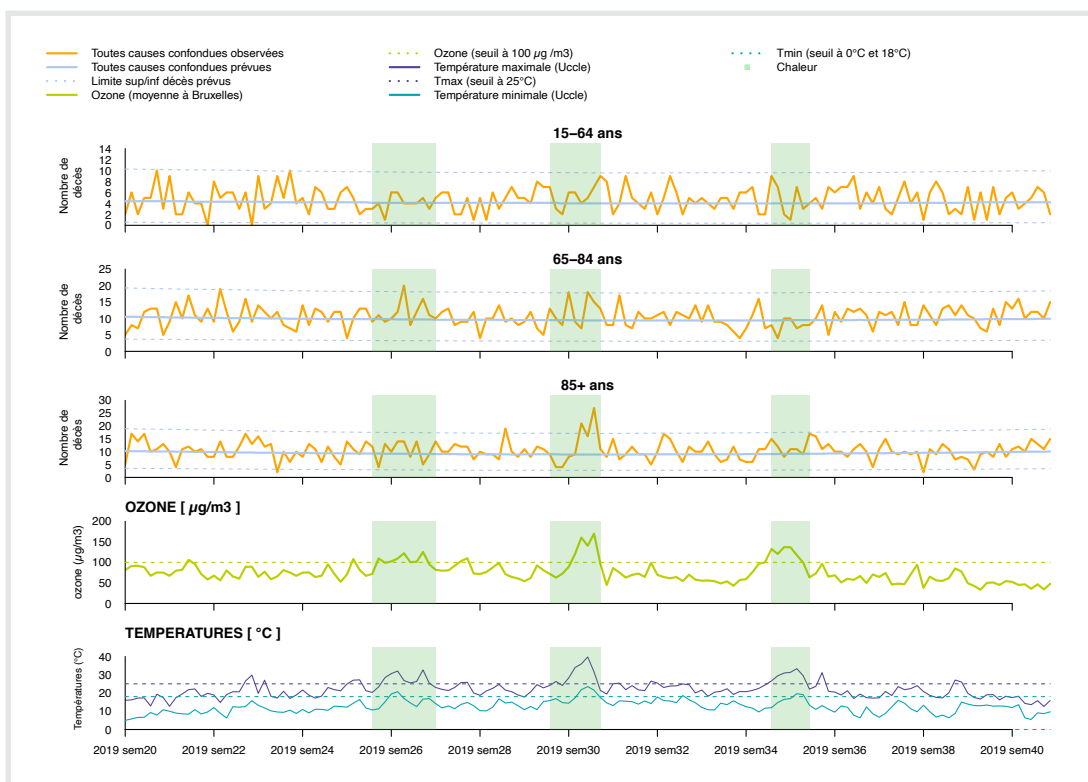 Toutes causes confondues observées
Toutes causes confondues prévues
Limite sup/inf décès prévus
Ozone (moyenne à Bruxelles)
Ozone (seuil à 100 µg /m3)
Température maximale (Uccle)
Tmax (seuil à 25°C)
Température minimale (Uccle)
Tmin (seuil à 0°C et 18°C)
Chaleur
15–64 ans
Nombre de
décès
14
12
10
8
6
4
2
0
65–84 ans
Nombre de
décès
25
20
15
10
5
0
85+ ans
Nombre de
décès
30
25
20
15
10
5
0
OZONE [ µg/m3 ]
ozone (µg/m3)
200
150
100
50
0
TEMPERATURES [ °C ]
Températures (°C)
40
30
20
10
0
2019 sem20 2019 sem22 2019 sem24 2019 sem26 2019 sem28 2019 sem30 2019 sem32 2019 sem34 2019 sem36 2019 sem38 2019 sem40